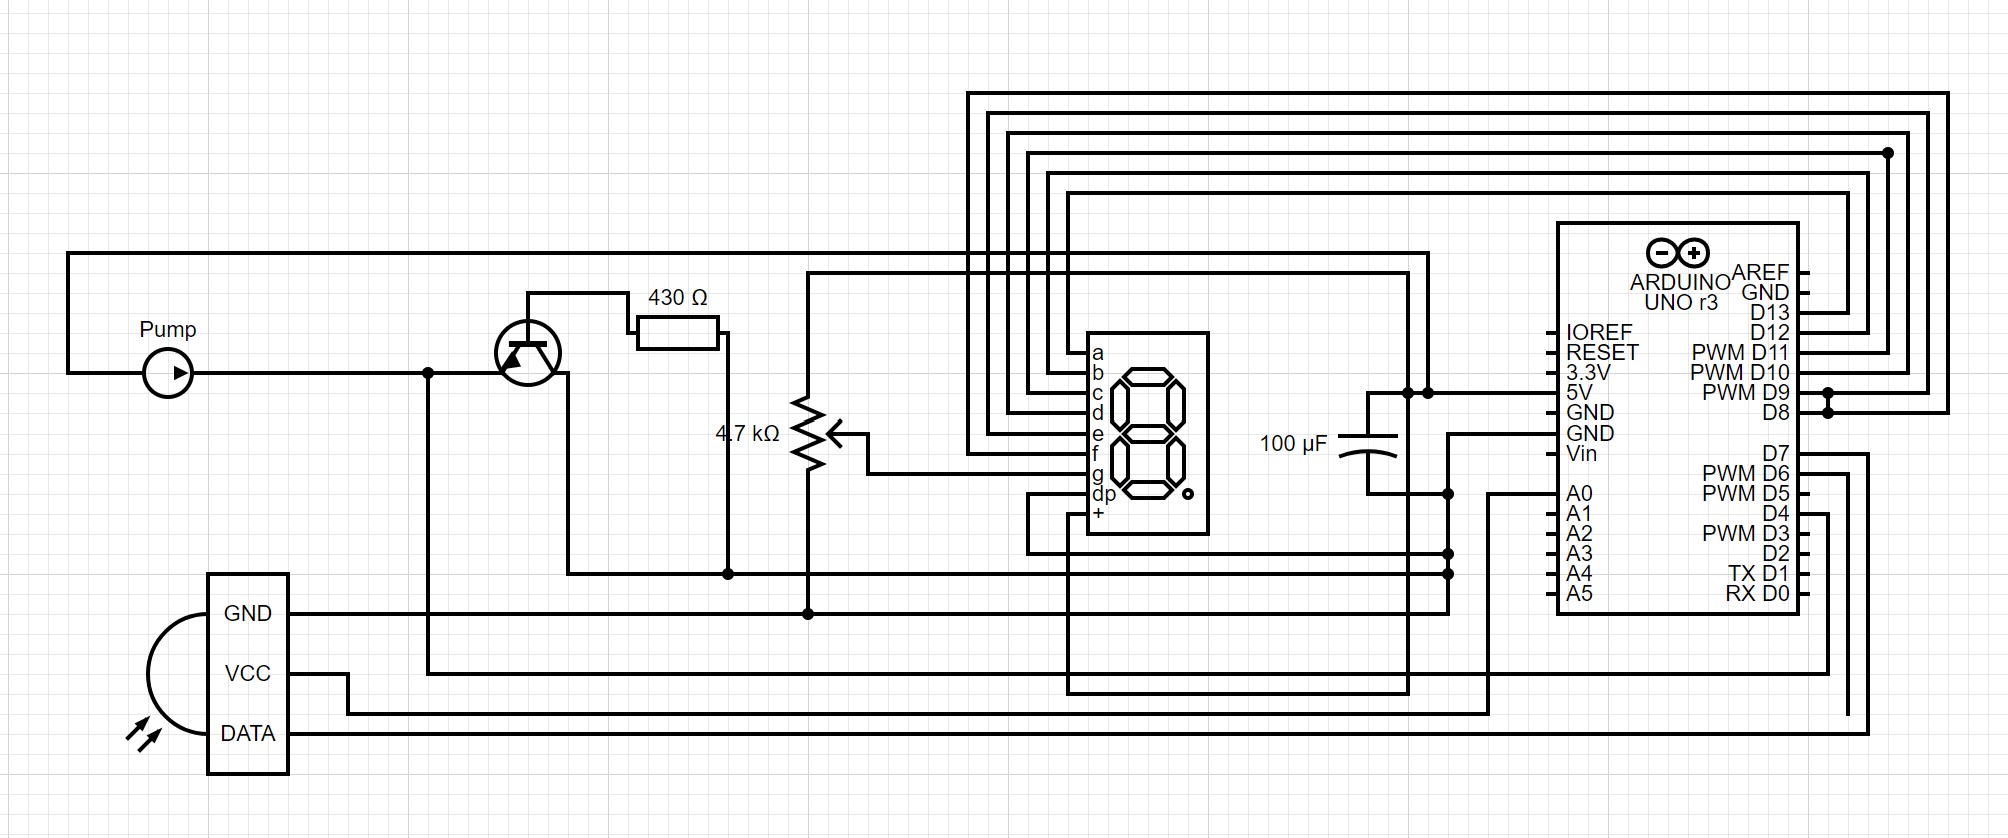 Pump
430 Ω
4.7 kΩ
GND
VCC
DATA
a
b
c
d
e
f
g
dp
+
100 µF
ARDUINO
UNO r3
IOREF
RESET
3.3V
5V
GND
GND
Vin
A0
A1
A2
A3
A4
A5
AREF
GND
D13
D12
PWM D11
PWM D10
PWM D9
D8
D7
PWM D6
PWM D5
D4
PWM D3
D2
TX D1
RX D0